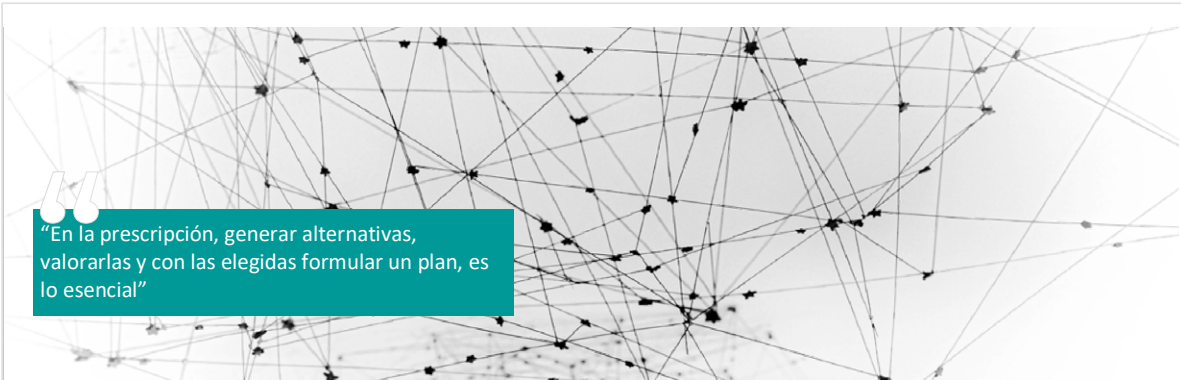 “En la prescripción, generar alternativas,
valorarlas y con las elegidas formular un plan, es
lo esencial”